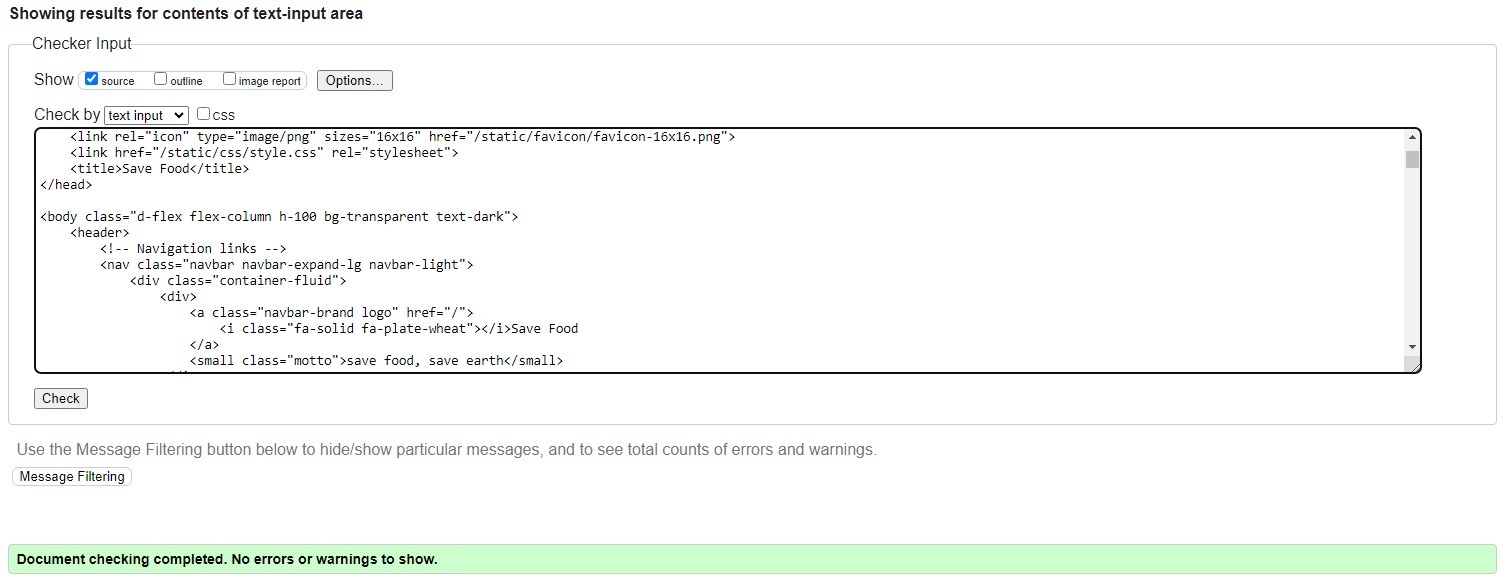 Showing results for contents of text-input area
Checker Input
Show source outline image report Options...
Check by text input css
<link rel="icon" type="image/png" sizes="16x16" href="/static/favicon/favicon-16x16.png">
<link href="/static/css/style.css" rel="stylesheet">
<title>Save Food</title>
</head>
<body class="d-flex flex-column h-100 bg-transparent text-dark">
<header>
<!-- Navigation links -->
<nav class="navbar navbar-expand-lg navbar-light">
<div class="container-fluid">
<div>
<a class="navbar-brand logo" href="/">
<i class="fa-solid fa-plate-wheat"></i>Save Food
</a>
<small class="motto">save food, save earth</small>
Check
Use the Message Filtering button below to hide/show particular messages, and to see total counts of errors and warnings.
Message Filtering
Document checking completed. No errors or warnings to show.